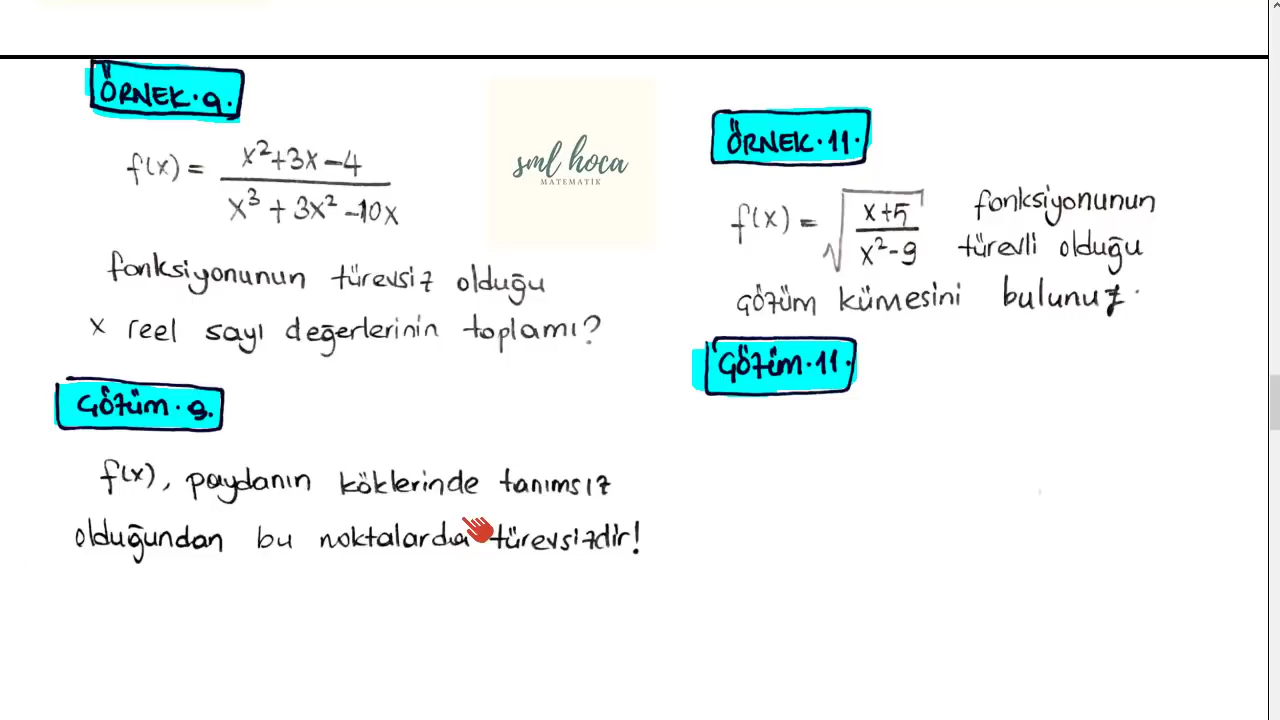 ÖRNEK.9.
f(x) = x²+3x-4 / x³ + 3x² -10x
fonksiyonunun türevsiz olduğu
x reel sayı değerlerinin toplamı?
ÇÖZÜM.9.
f(x), paydanın köklerinde tanımsız
olduğundan bu noktalarda türevsizdir!
sml hoca
MATEMATİK
ÖRNEK.11.
f(x) = √((x+5)/(x²-9)) fonksiyonunun
türevli olduğu
çözüm kümesini bulunuz.
ÇÖZÜM.11.